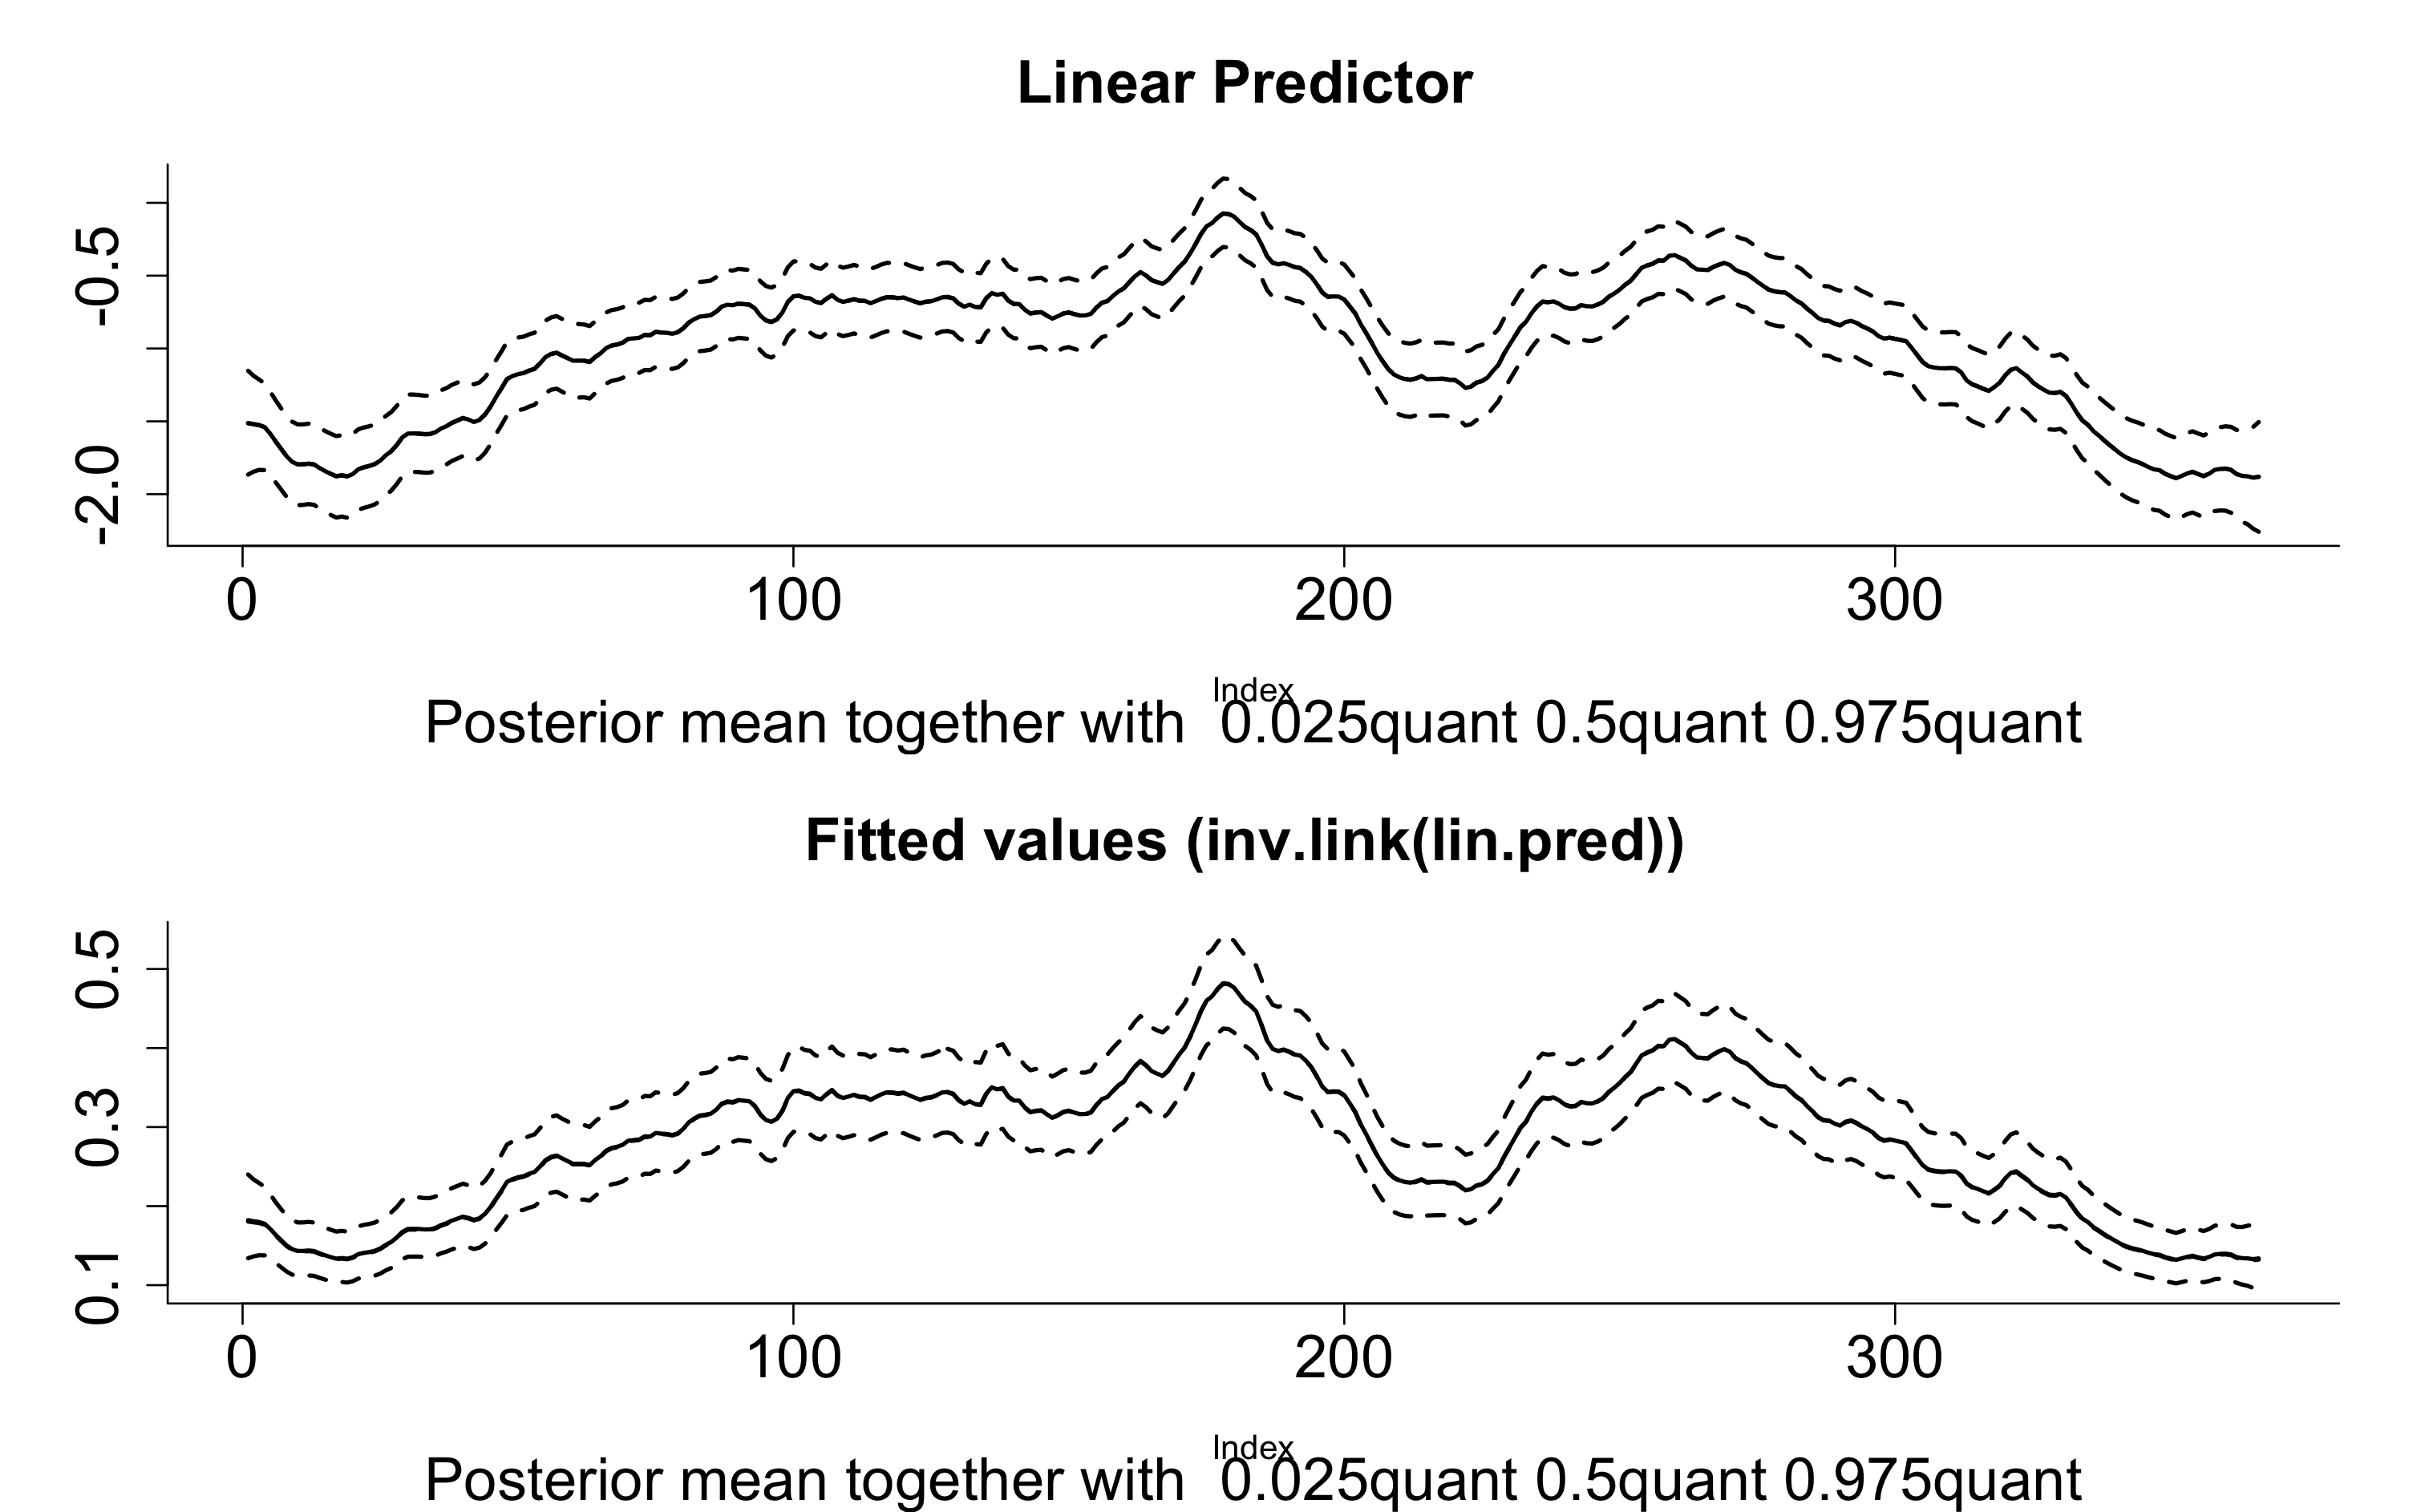 Linear Predictor
-0.5
-2.0
0 100 200 300
Index
Posterior mean together with 0.025quant 0.5quant 0.975quant
Fitted values (inv.link(lin.pred))
0.5
0.3
0.1
0 100 200 300
Index
Posterior mean together with 0.025quant 0.5quant 0.975quant